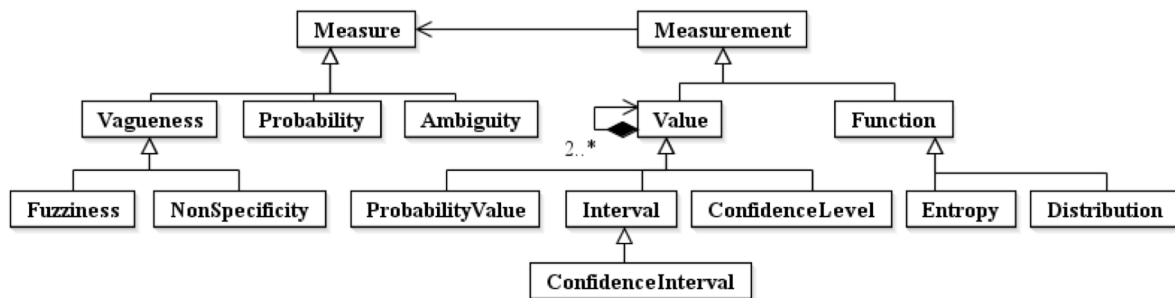 Measure
Measurement
Vagueness
Probability
Ambiguity
Value
Function
2..*
Fuzziness
NonSpecificity
ProbabilityValue
Interval
ConfidenceLevel
Entropy
Distribution
ConfidenceInterval